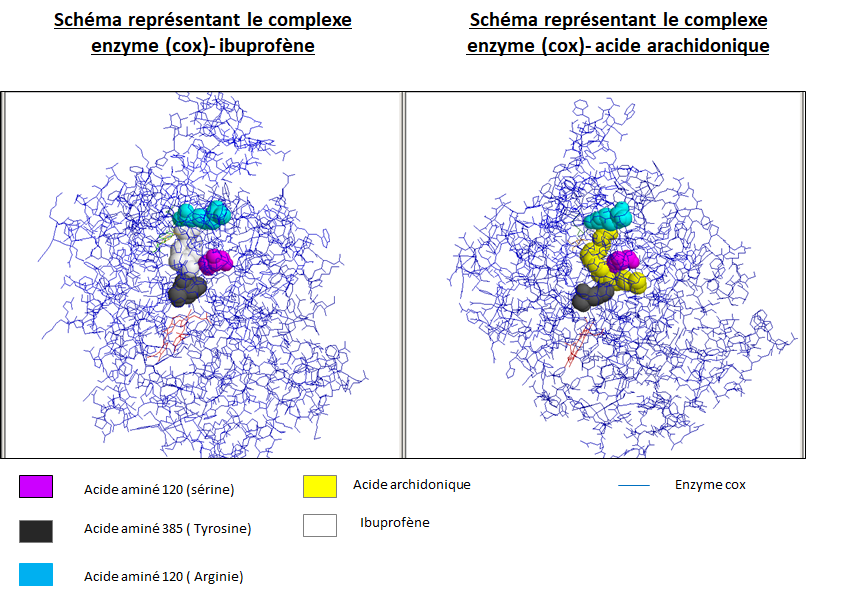 Schéma représentant le complexe
enzyme (cox)- ibuprofène
Schéma représentant le complexe
enzyme (cox)- acide arachidonique
Acide aminé 120 (sérine)
Acide aminé 385 ( Tyrosine)
Acide aminé 120 ( Arginie)
Acide archidonique
Ibuprofène
Enzyme cox